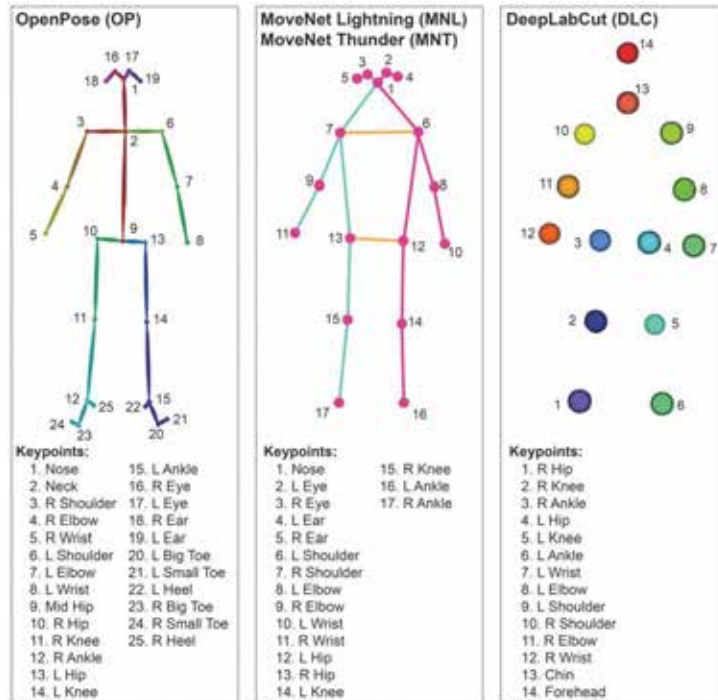 OpenPose (OP)
16 17
18 19
1
3 6
2
4 7
5 8
10 9 13
11 14
12 25 22 15
24 21
23 20
Keypoints:
1. Nose
2. Neck
3. R Shoulder
4. R Elbow
5. R Wrist
6. L Shoulder
7. L Elbow
8. L Wrist
9. Mid Hip
10. R Hip
11. R Knee
12. R Ankle
13. L Hip
14. L Knee
15. L Ankle
16. R Eye
17. L Eye
18. R Ear
19. L Ear
20. L Big Toe
21. L Small Toe
22. L Heel
23. R Big Toe
24. R Small Toe
25. R Heel
MoveNet Lightning (MNL)
MoveNet Thunder (MNT)
3 2
5 4
1
7 6
9 8
11 10
13 12
15 14
17 16
Keypoints:
1. Nose
2. L Eye
3. R Eye
4. L Ear
5. R Ear
6. L Shoulder
7. R Shoulder
8. L Elbow
9. R Elbow
10. L Wrist
11. R Wrist
12. L Hip
13. R Hip
14. L Knee
15. R Knee
16. L Ankle
17. R Ankle
DeepLabCut (DLC)
14
13
10 9
11 8
12 3 4 7
2 5
1 6
Keypoints:
1. R Hip
2. R Knee
3. R Ankle
4. L Hip
5. L Knee
6. L Ankle
7. L Wrist
8. L Elbow
9. L Shoulder
10. R Shoulder
11. R Elbow
12. R Wrist
13. Chin
14. Forehead